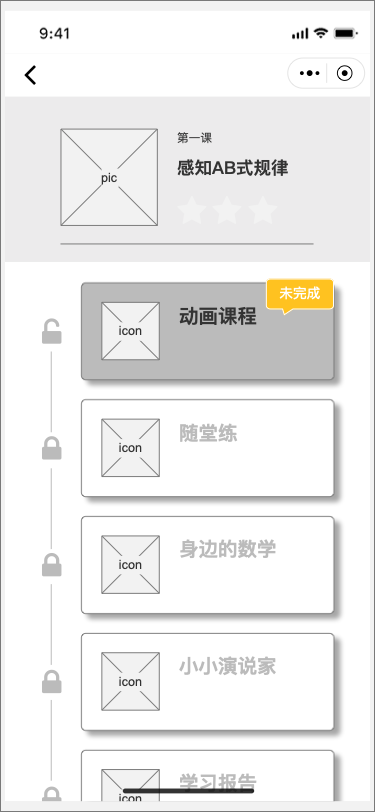 9:41
第一课
感知AB式规律
pic
未完成
动画课程
icon
随堂练
icon
身边的数学
icon
小小演说家
icon
学习报告
icon